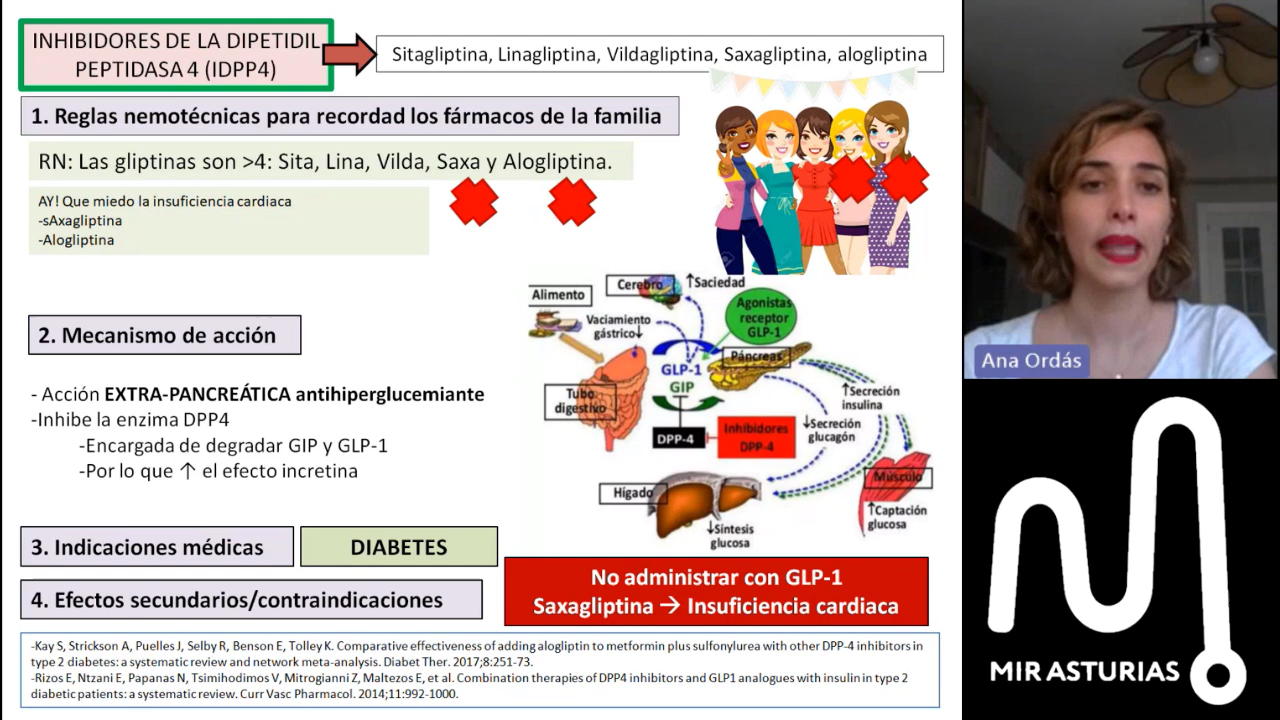 INHIBIDORES DE LA DIPETIDIL
PEPTIDASA 4 (IDPP4)
Sitagliptina, Linagliptina, Vildagliptina, Saxagliptina, alogliptina
1. Reglas nemotécnicas para recordad los fármacos de la familia
RN: Las gliptinas son >4: Sita, Lina, Vilda, Saxa y Alogliptina.
AY! Que miedo la insuficiencia cardiaca
-sAxagliptina
-Alogliptina
2. Mecanismo de acción
- Acción EXTRA-PANCREÁTICA antihiperglucemiante
-Inhibe la enzima DPP4
-Encargada de degradar GIP y GLP-1
-Por lo que ↑ el efecto incretina
Cerebro
↑Saciedad
Alimento
Agonistas
receptor
GLP-1
Vaciamiento
gástrico↓
Páncreas
GLP-1
GIP
Tubo
digestivo
↑Secreción
insulina
↓Secreción
glucagón
DPP-4
Inhibidores
DPP-4
Hígado
Músculo
↑Captación
glucosa
↓Síntesis
glucosa
3. Indicaciones médicas
DIABETES
4. Efectos secundarios/contraindicaciones
No administrar con GLP-1
Saxagliptina → Insuficiencia cardiaca
-Kay S, Strickson A, Puelles J, Selby R, Benson E, Tolley K. Comparative effectiveness of adding alogliptin to metformin plus sulfonylurea with other DPP-4 inhibitors in
type 2 diabetes: a systematic review and network meta-analysis. Diabet Ther. 2017;8:251-73.
-Rizos E, Ntzani E, Papanas N, Tsimihodimos V, Mitrogianni Z, Maltezos E, et al. Combination therapies of DPP4 inhibitors and GLP1 analogues with insulin in type 2
diabetic patients: a systematic review. Curr Vasc Pharmacol. 2014;11:992-1000.
Ana Ordás
MIR ASTURIAS